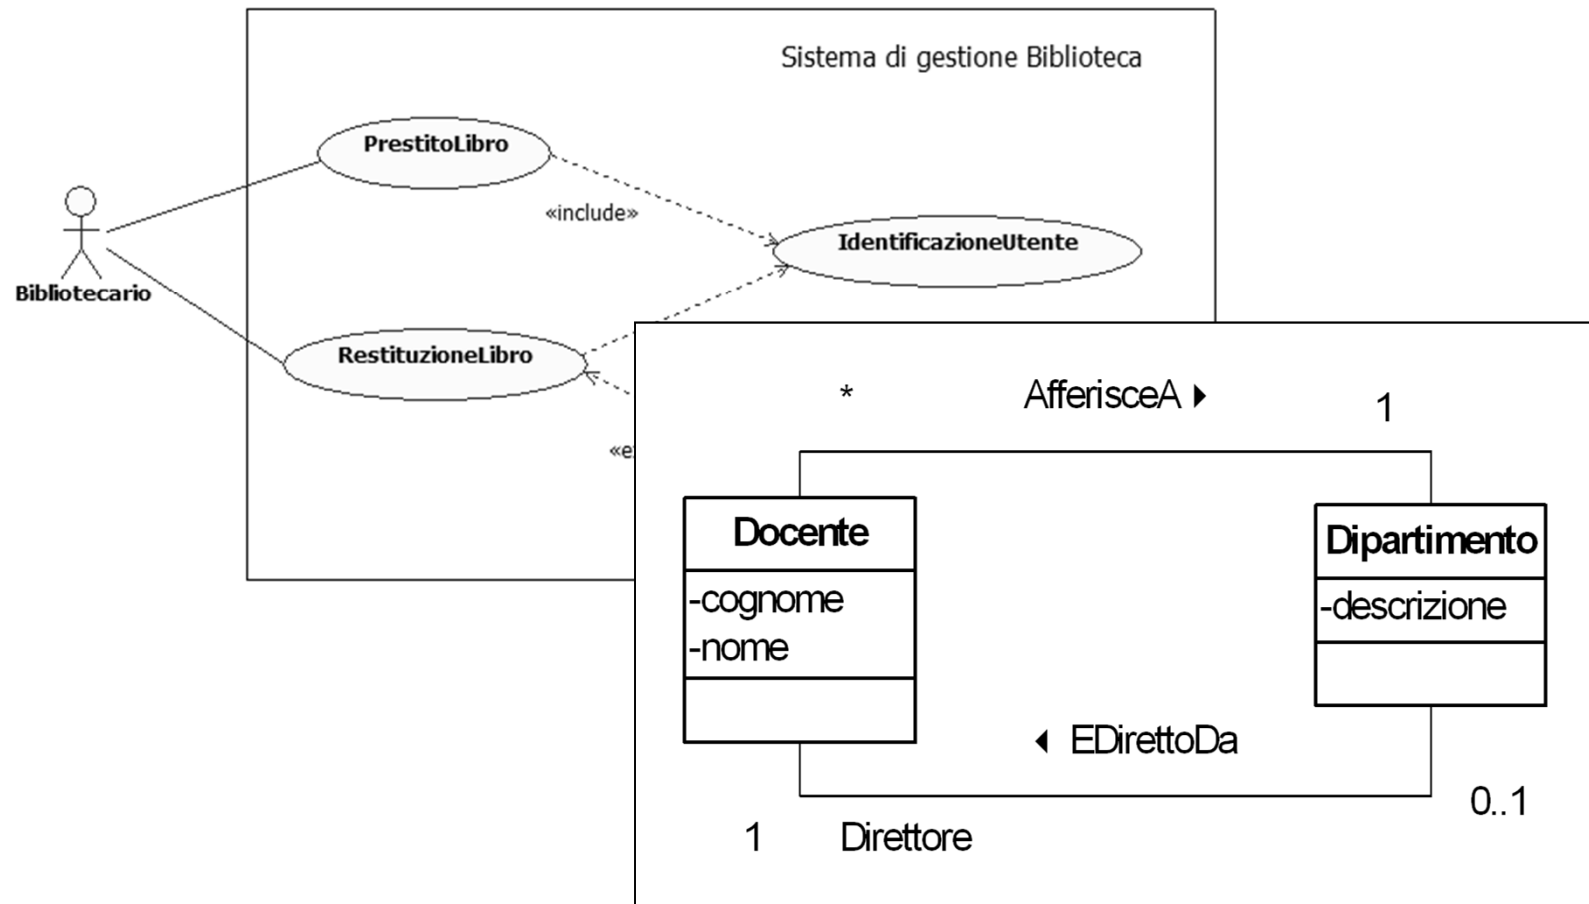 Sistema di gestione Biblioteca
PrestitoLibro
«include»
IdentificazioneUtente
Bibliotecario
RestituzioneLibro
«e
* AfferisceA ▶ 1
Docente
-cognome
-nome
Dipartimento
-descrizione
◀ EDirettoDa
0..1
1 Direttore